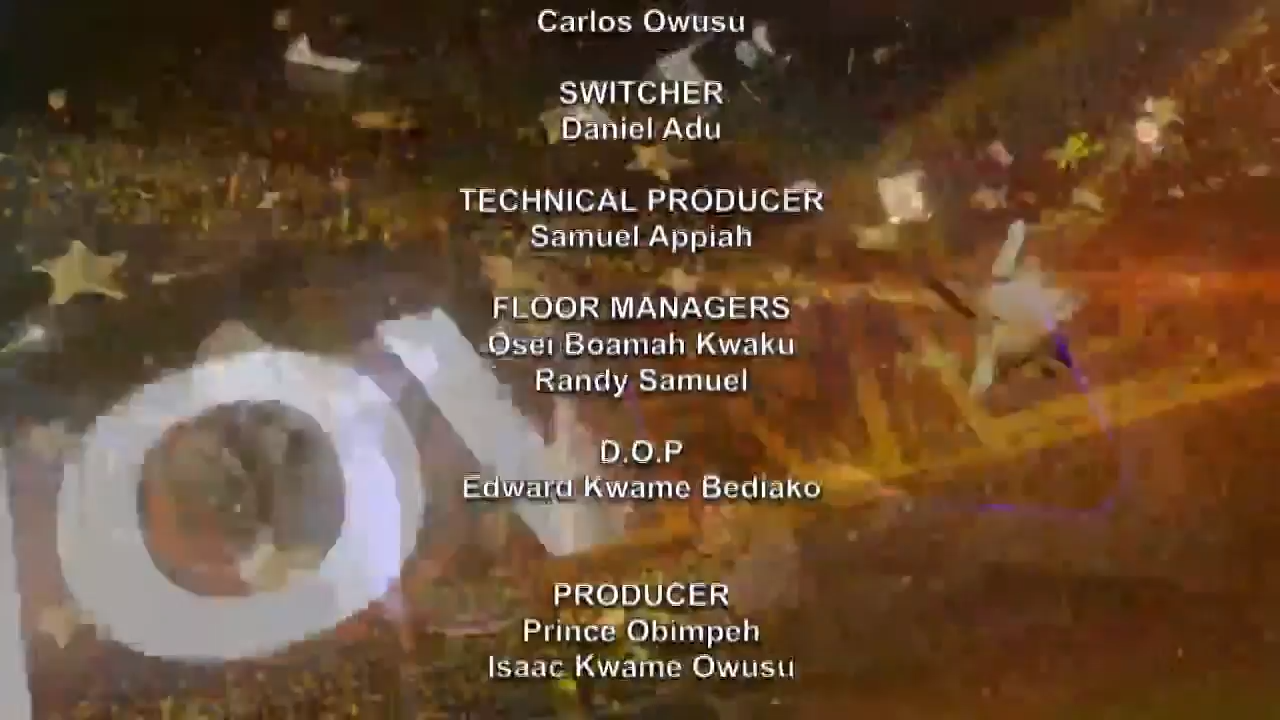 Carlos Owusu
SWITCHER
Daniel Adu
TECHNICAL PRODUCER
Samuel Appiah
FLOOR MANAGERS
Osei Boamah Kwaku
Randy Samuel
D.O.P
Edward Kwame Bediako
PRODUCER
Prince Obimpeh
Isaac Kwame Owusu